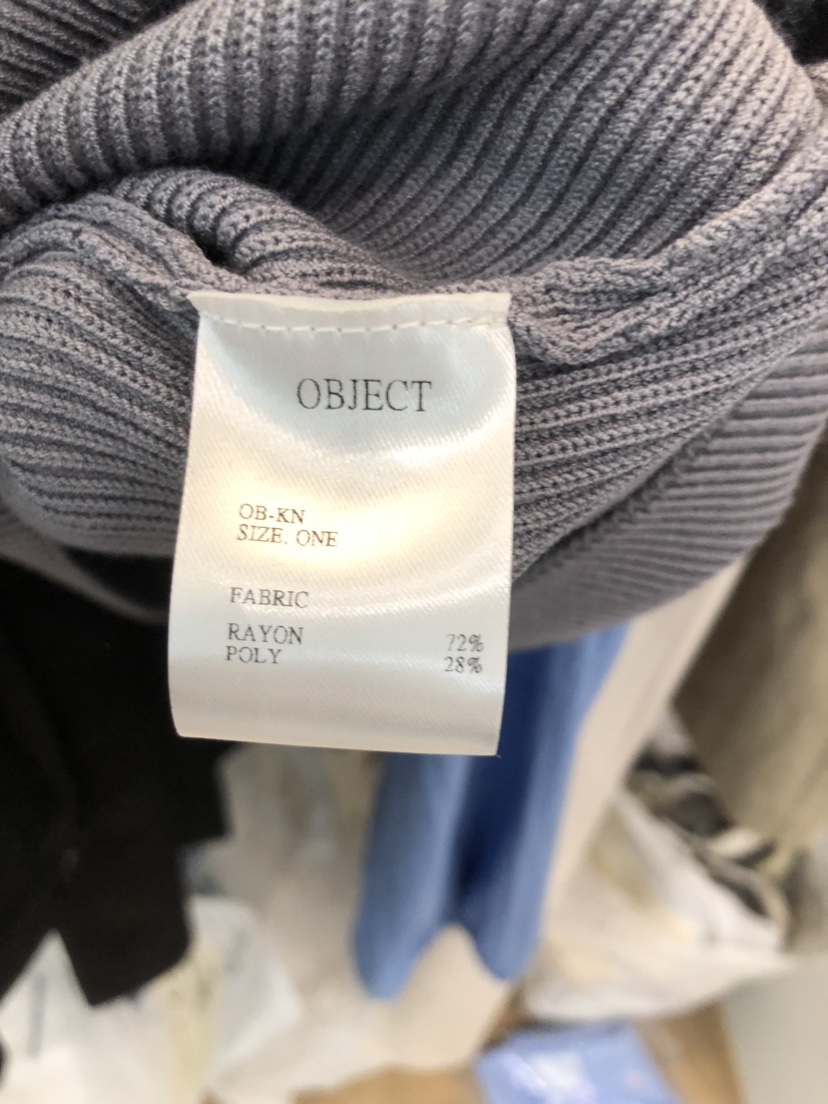 OBJECT
OB-KN
SIZE. ONE
FABRIC
RAYON 72%
POLY 28%